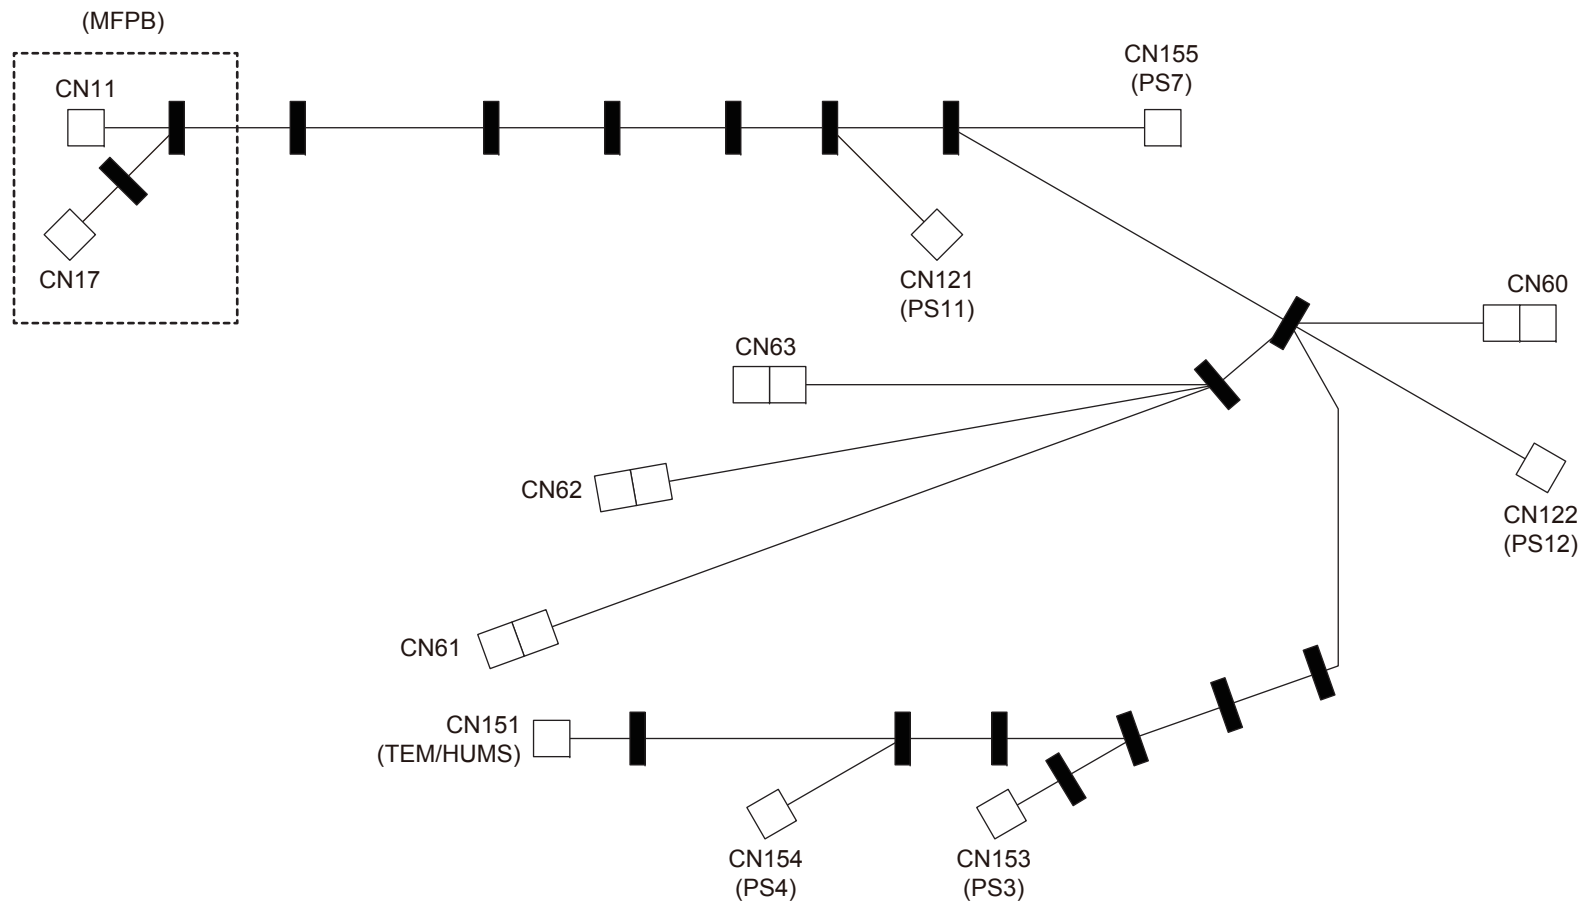 (MFPB)
CN11
CN17
CN155
(PS7)
CN121
(PS11)
CN60
CN63
CN62
CN122
(PS12)
CN61
CN151
(TEM/HUMS)
CN154
(PS4)
CN153
(PS3)